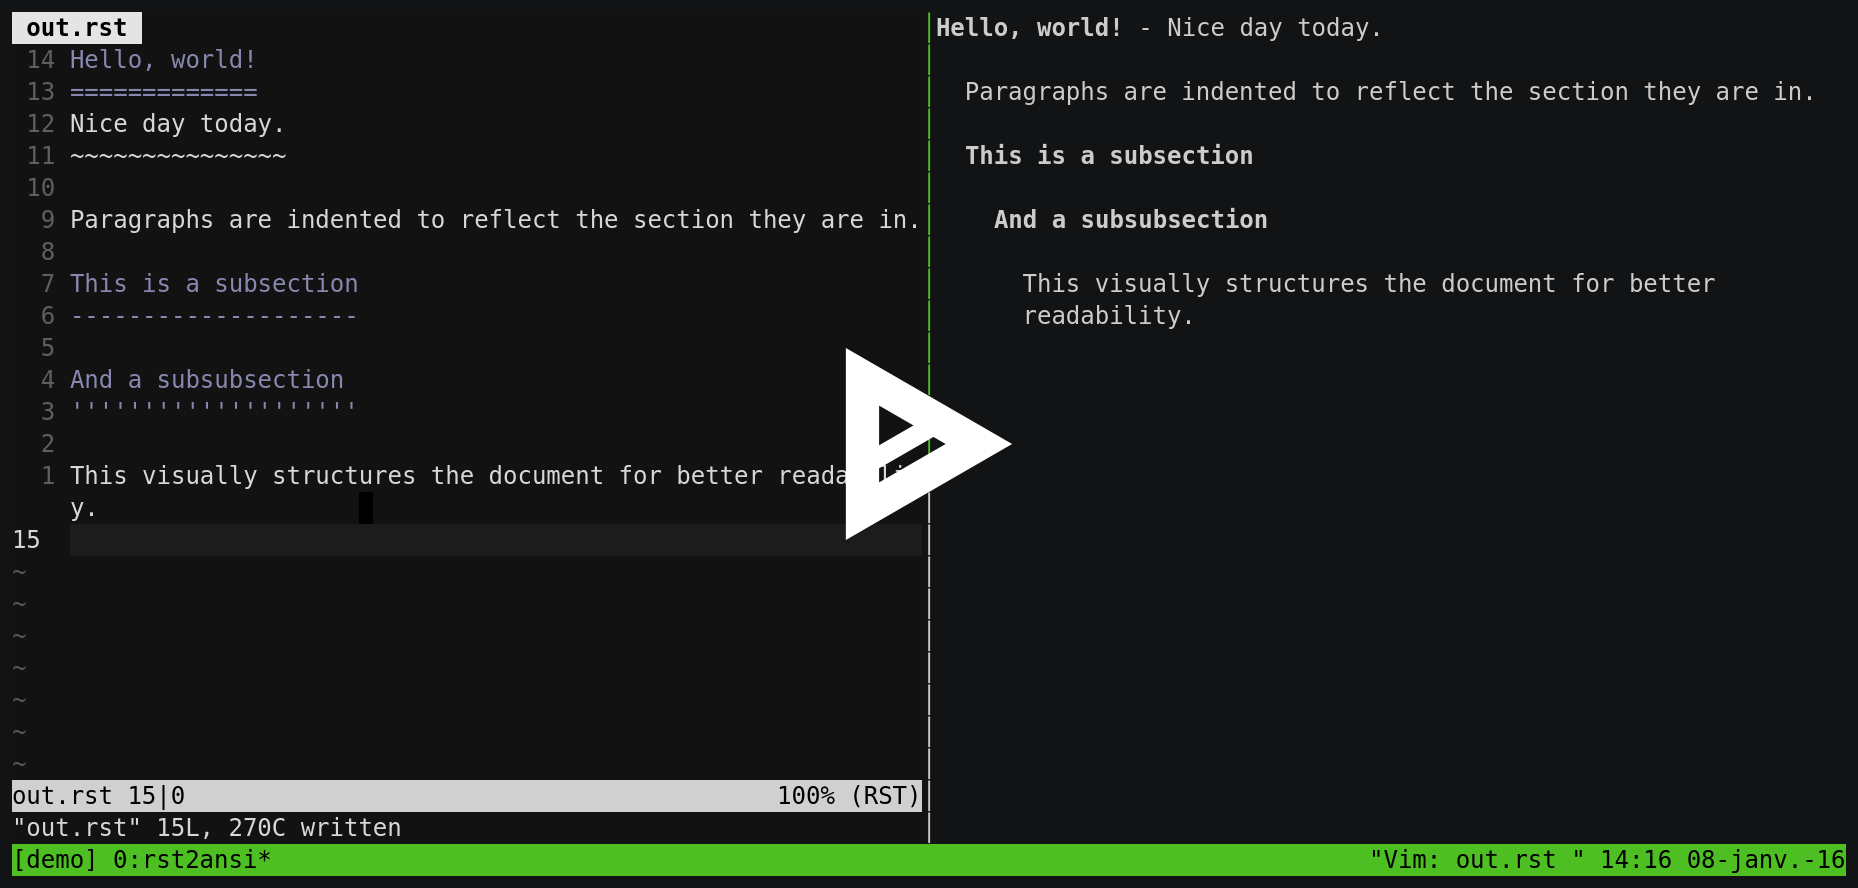 out.rst
14 Hello, world!
13 =============
12 Nice day today.
11 ~~~~~~~~~~~~~~~
10
9 Paragraphs are indented to reflect the section they are in.
8
7 This is a subsection
6 --------------------
5
4 And a subsubsection
3 ''''''''''''''''''''
2
1 This visually structures the document for better
y.
15
~
~
~
~
~
~
~
out.rst 15|0 100% (RST)
"out.rst" 15L, 270C written
Hello, world! - Nice day today.
Paragraphs are indented to reflect the section they are in.
This is a subsection
And a subsubsection
This visually structures the document for better
readability.
[demo] 0:rst2ansi* "Vim: out.rst " 14:16 08-janv.-16